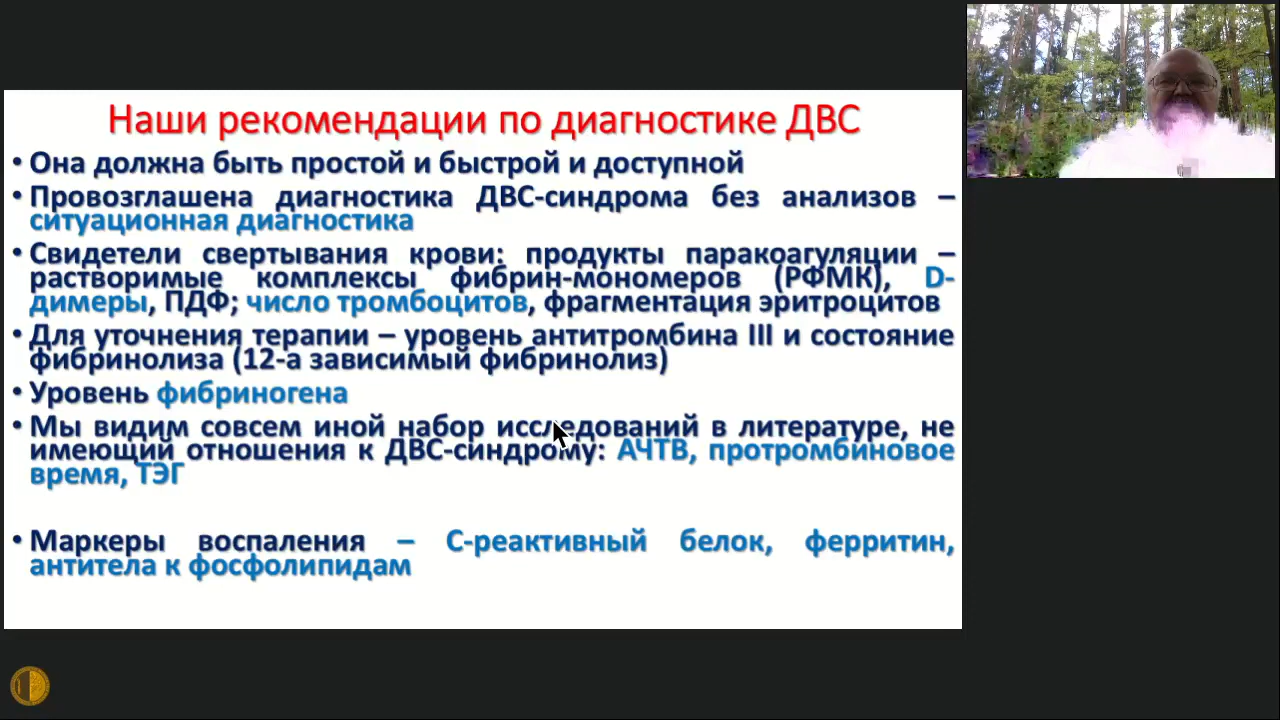 Наши рекомендации по диагностике ДВС
• Она должна быть простой и быстрой и доступной
• Провозглашена диагностика ДВС-синдрома без анализов –
ситуационная диагностика
• Свидетели свертывания крови: продукты паракоагуляции –
растворимые комплексы фибрин-мономеров (РФМК), D-
димеры, ПДФ; число тромбоцитов, фрагментация эритроцитов
• Для уточнения терапии – уровень антитромбина III и состояние
фибринолиза (12-а зависимый фибринолиз)
• Уровень фибриногена
• Мы видим совсем иной набор исследований в литературе, не
имеющий отношения к ДВС-синдрому: АЧТВ, протромбиновое
время, ТЭГ
• Маркеры воспаления – С-реактивный белок, ферритин,
антитела к фосфолипидам